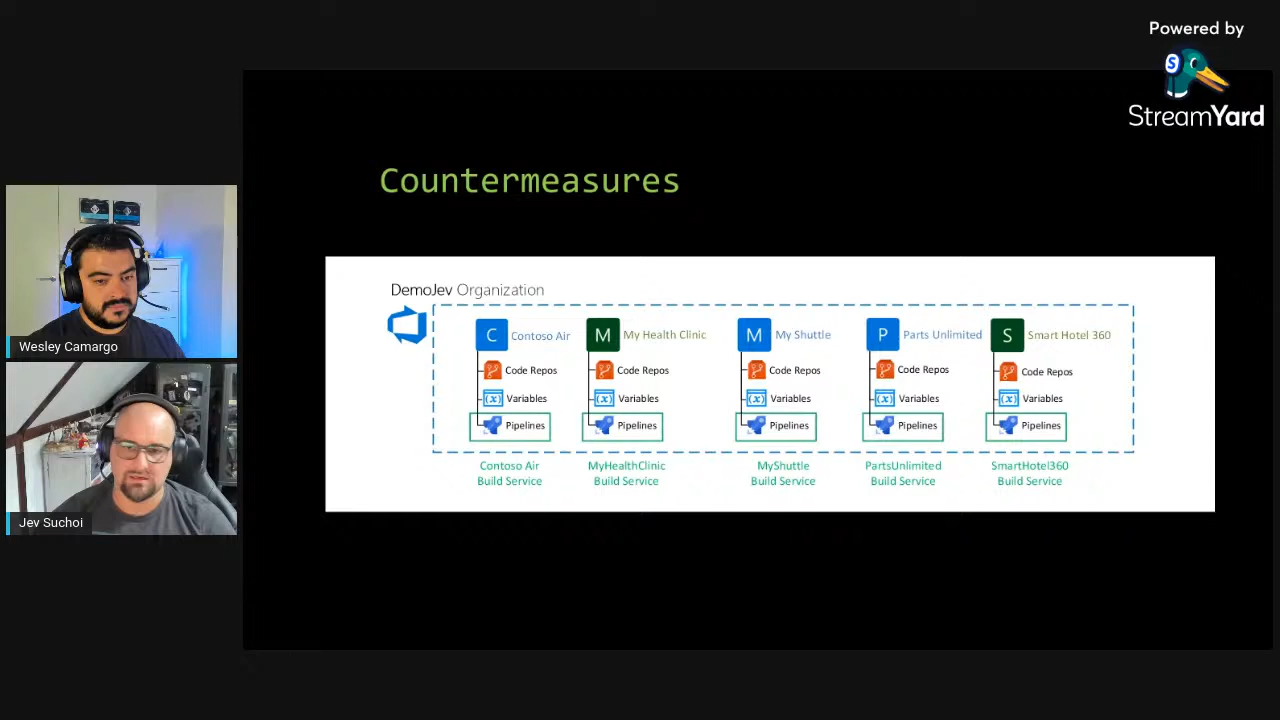 Powered by
S
StreamYard
Countermeasures
DemoJev Organization
C Contoso Air
M My Health Clinic
M My Shuttle
P Parts Unlimited
S Smart Hotel 360
Code Repos
Code Repos
Code Repos
Code Repos
Code Repos
(x) Variables
(x) Variables
(x) Variables
(x) Variables
(x) Variables
Pipelines
Pipelines
Pipelines
Pipelines
Pipelines
Contoso Air
Build Service
MyHealthClinic
Build Service
MyShuttle
Build Service
PartsUnlimited
Build Service
SmartHotel360
Build Service
Wesley Camargo
Jev Suchoi